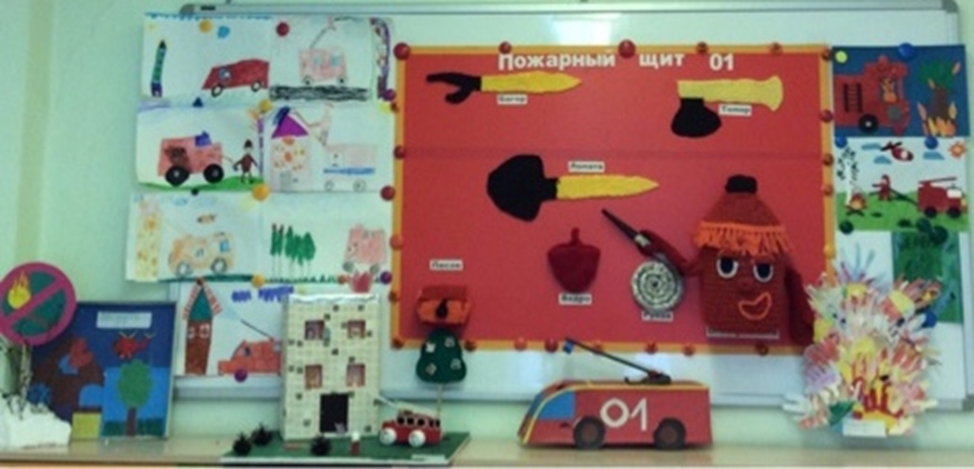 Пожарный щит 01
Багор
Топор
Лопата
Песок
Ведро
Рукав
01